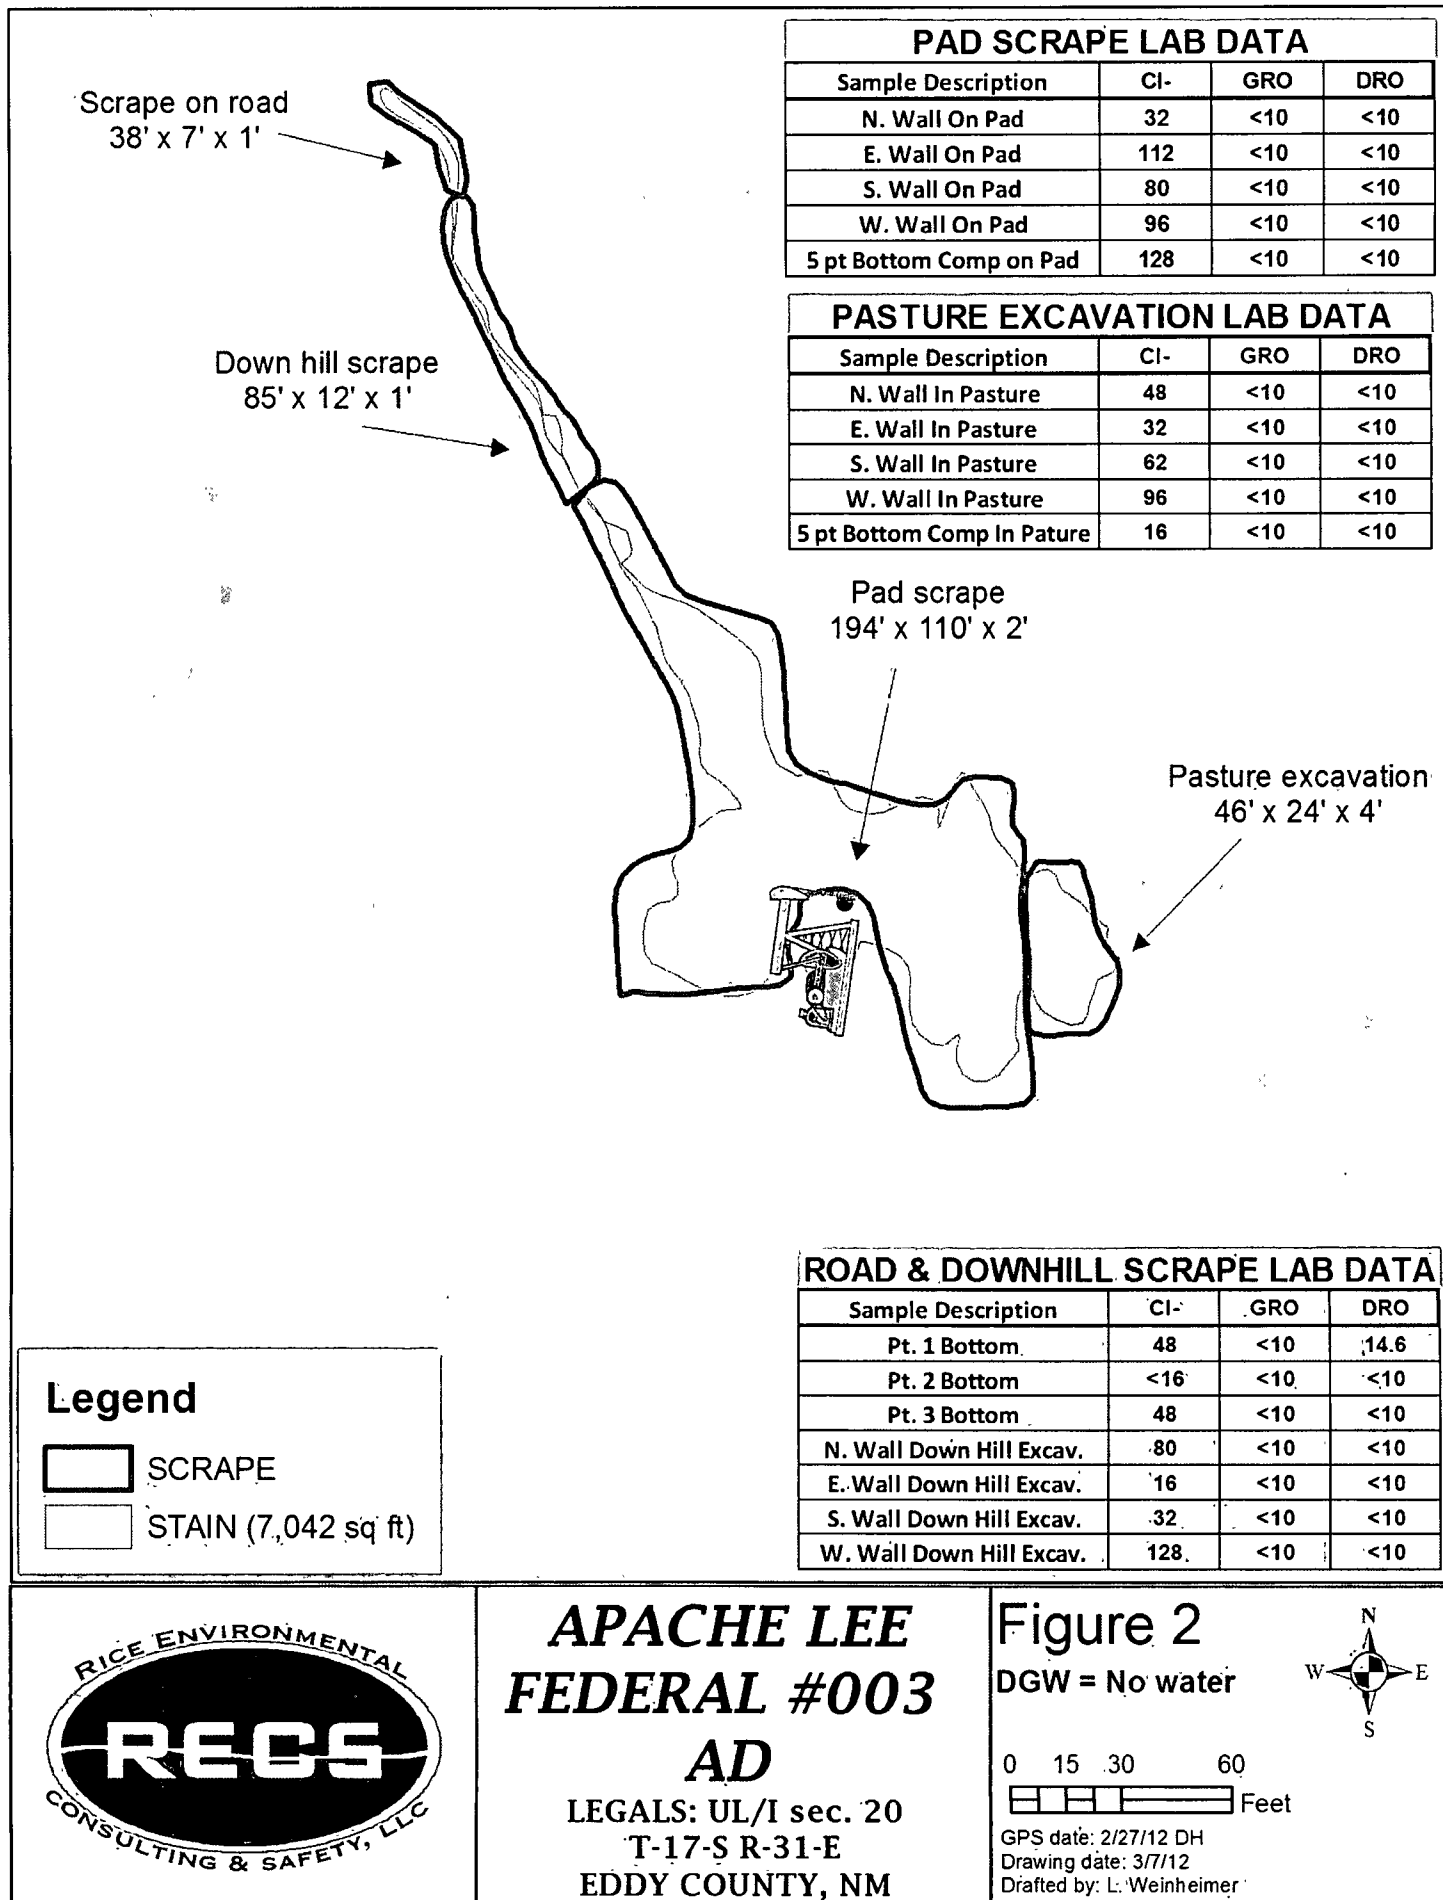 PAD SCRAPE LAB DATA
Sample Description Cl- GRO DRO
N. Wall On Pad 32 <10 <10
E. Wall On Pad 112 <10 <10
S. Wall On Pad 80 <10 <10
W. Wall On Pad 96 <10 <10
5 pt Bottom Comp on Pad 128 <10 <10
Scrape on road
38' x 7' x 1'
PASTURE EXCAVATION LAB DATA
Sample Description Cl- GRO DRO
N. Wall In Pasture 48 <10 <10
E. Wall In Pasture 32 <10 <10
S. Wall In Pasture 62 <10 <10
W. Wall In Pasture 96 <10 <10
5 pt Bottom Comp In Pature 16 <10 <10
Down hill scrape
85' x 12' x 1'
Pad scrape
194' x 110' x 2'
Pasture excavation
46' x 24' x 4'
ROAD & DOWNHILL SCRAPE LAB DATA
Sample Description Cl- GRO DRO
Pt. 1 Bottom 48 <10 14.6
Pt. 2 Bottom <16 <10 <10
Pt. 3 Bottom 48 <10 <10
N. Wall Down Hill Excav. 80 <10 <10
E. Wall Down Hill Excav. 16 <10 <10
S. Wall Down Hill Excav. 32 <10 <10
W. Wall Down Hill Excav. 128 <10 <10
Legend
SCRAPE
STAIN (7,042 sq ft)
RICE ENVIRONMENTAL
RECS
CONSULTING & SAFETY, LLC
APACHE LEE
FEDERAL #003
AD
LEGALS: UL/I sec. 20
T-17-S R-31-E
EDDY COUNTY, NM
Figure 2
DGW = No water
N
W E
S
0 15 30 60
Feet
GPS date: 2/27/12 DH
Drawing date: 3/7/12
Drafted by: L. Weinheimer